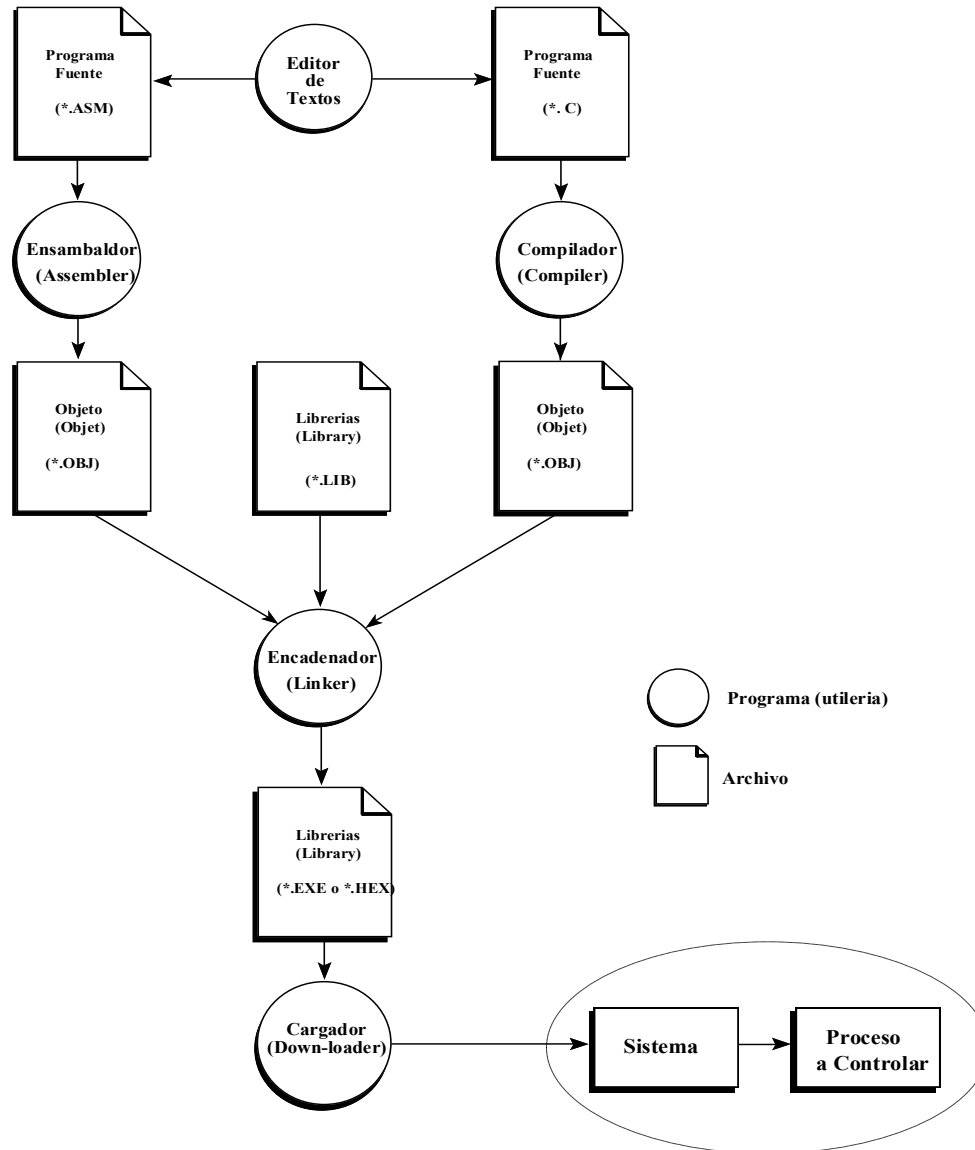 Programa
Fuente
(*.ASM)
Editor
de
Textos
Programa
Fuente
(*. C)
Ensambaldor
(Assembler)
Compilador
(Compiler)
Objeto
(Objet)
(*.OBJ)
Librerias
(Library)
(*.LIB)
Objeto
(Objet)
(*.OBJ)
Encadenador
(Linker)
Programa (utileria)
Archivo
Librerias
(Library)
(*.EXE o *.HEX)
Cargador
(Down-loader)
Sistema
Proceso
a Controlar